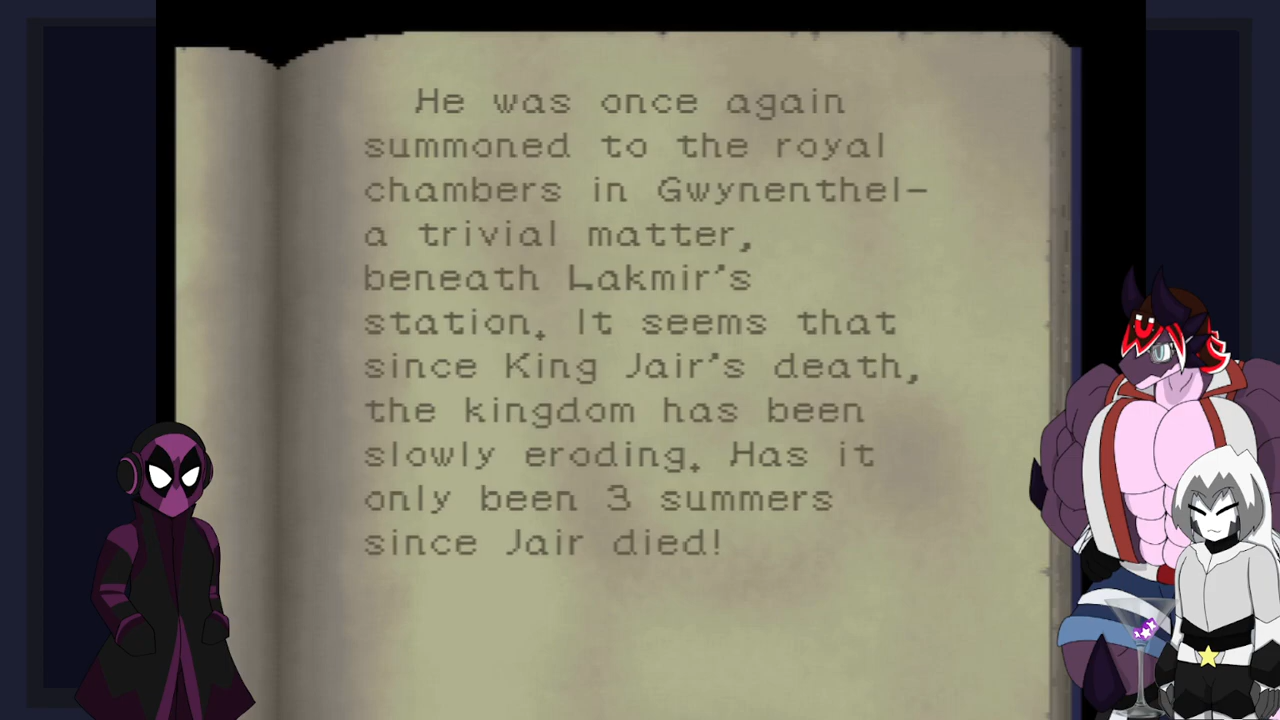 He was once again
summoned to the royal
chambers in Gwynenthel-
a trivial matter,
beneath Lakmir's
station. It seems that
since King Jair's death,
the kingdom has been
slowly eroding. Has it
only been 3 summers
since Jair died!